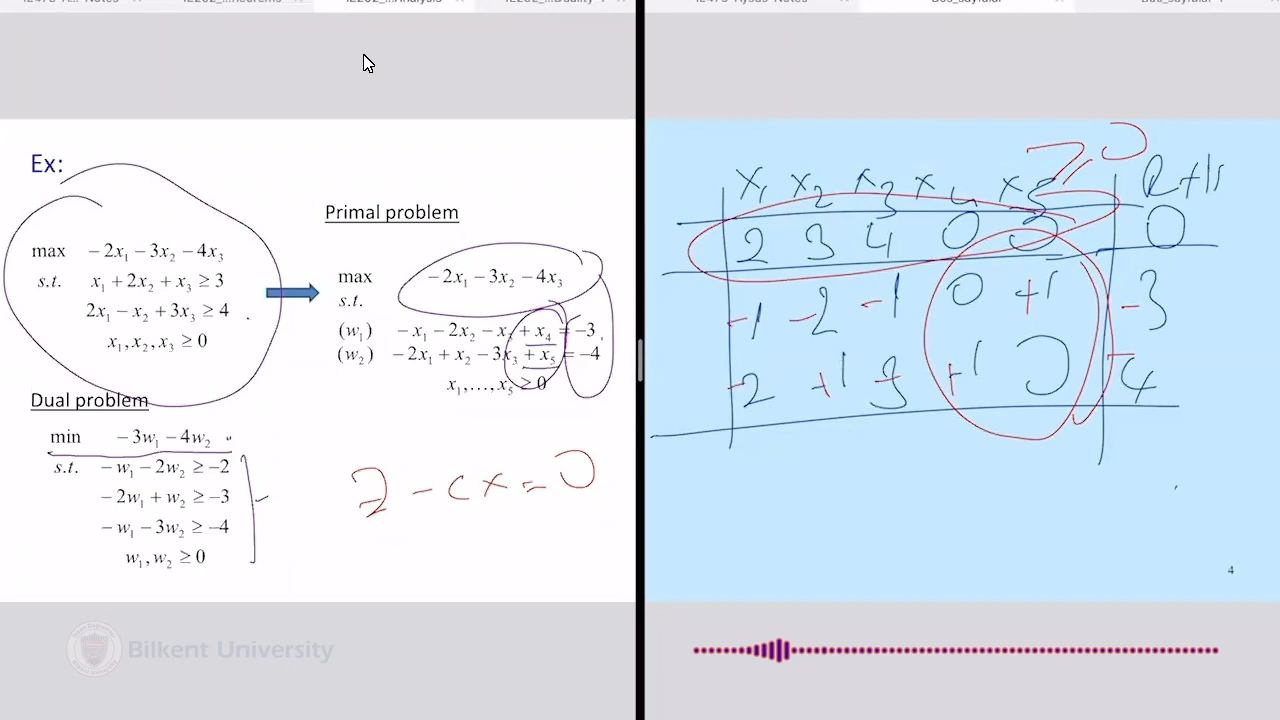 Ex:
max −2x₁ − 3x₂ − 4x₃
s.t. x₁ + 2x₂ + x₃ ≥ 3
2x₁ − x₂ + 3x₃ ≥ 4
x₁, x₂, x₃ ≥ 0
Primal problem
max −2x₁ − 3x₂ − 4x₃
s.t.
(w₁) −x₁ − 2x₂ − x₃ + x₄ = −3
(w₂) −2x₁ + x₂ − 3x₃ + x₅ = −4
x₁,…, x₅ ≥ 0
Dual problem
min −3w₁ − 4w₂
s.t. −w₁ − 2w₂ ≥ −2
−2w₁ + w₂ ≥ −3
−w₁ − 3w₂ ≥ −4
w₁, w₂ ≥ 0
z − cx = 0
≥ 0
x₁ x₂ x₃ x₄ x₅ RHS
2 3 4 0 0 0
−1 −2 −1 0 +1 −3
−2 +1 −3 +1 0 −4
4
Bilkent University